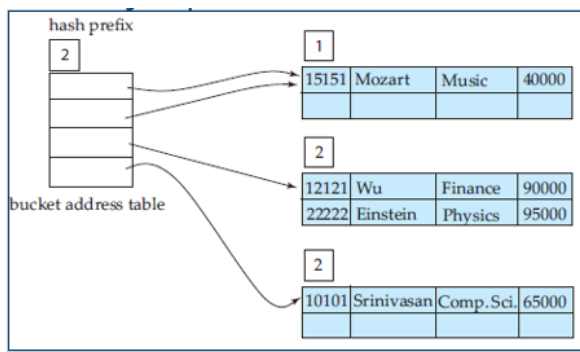 hash prefix
2
bucket address table
1
15151 Mozart Music 40000
2
12121 Wu Finance 90000
22222 Einstein Physics 95000
2
10101 Srinivasan Comp.Sci. 65000